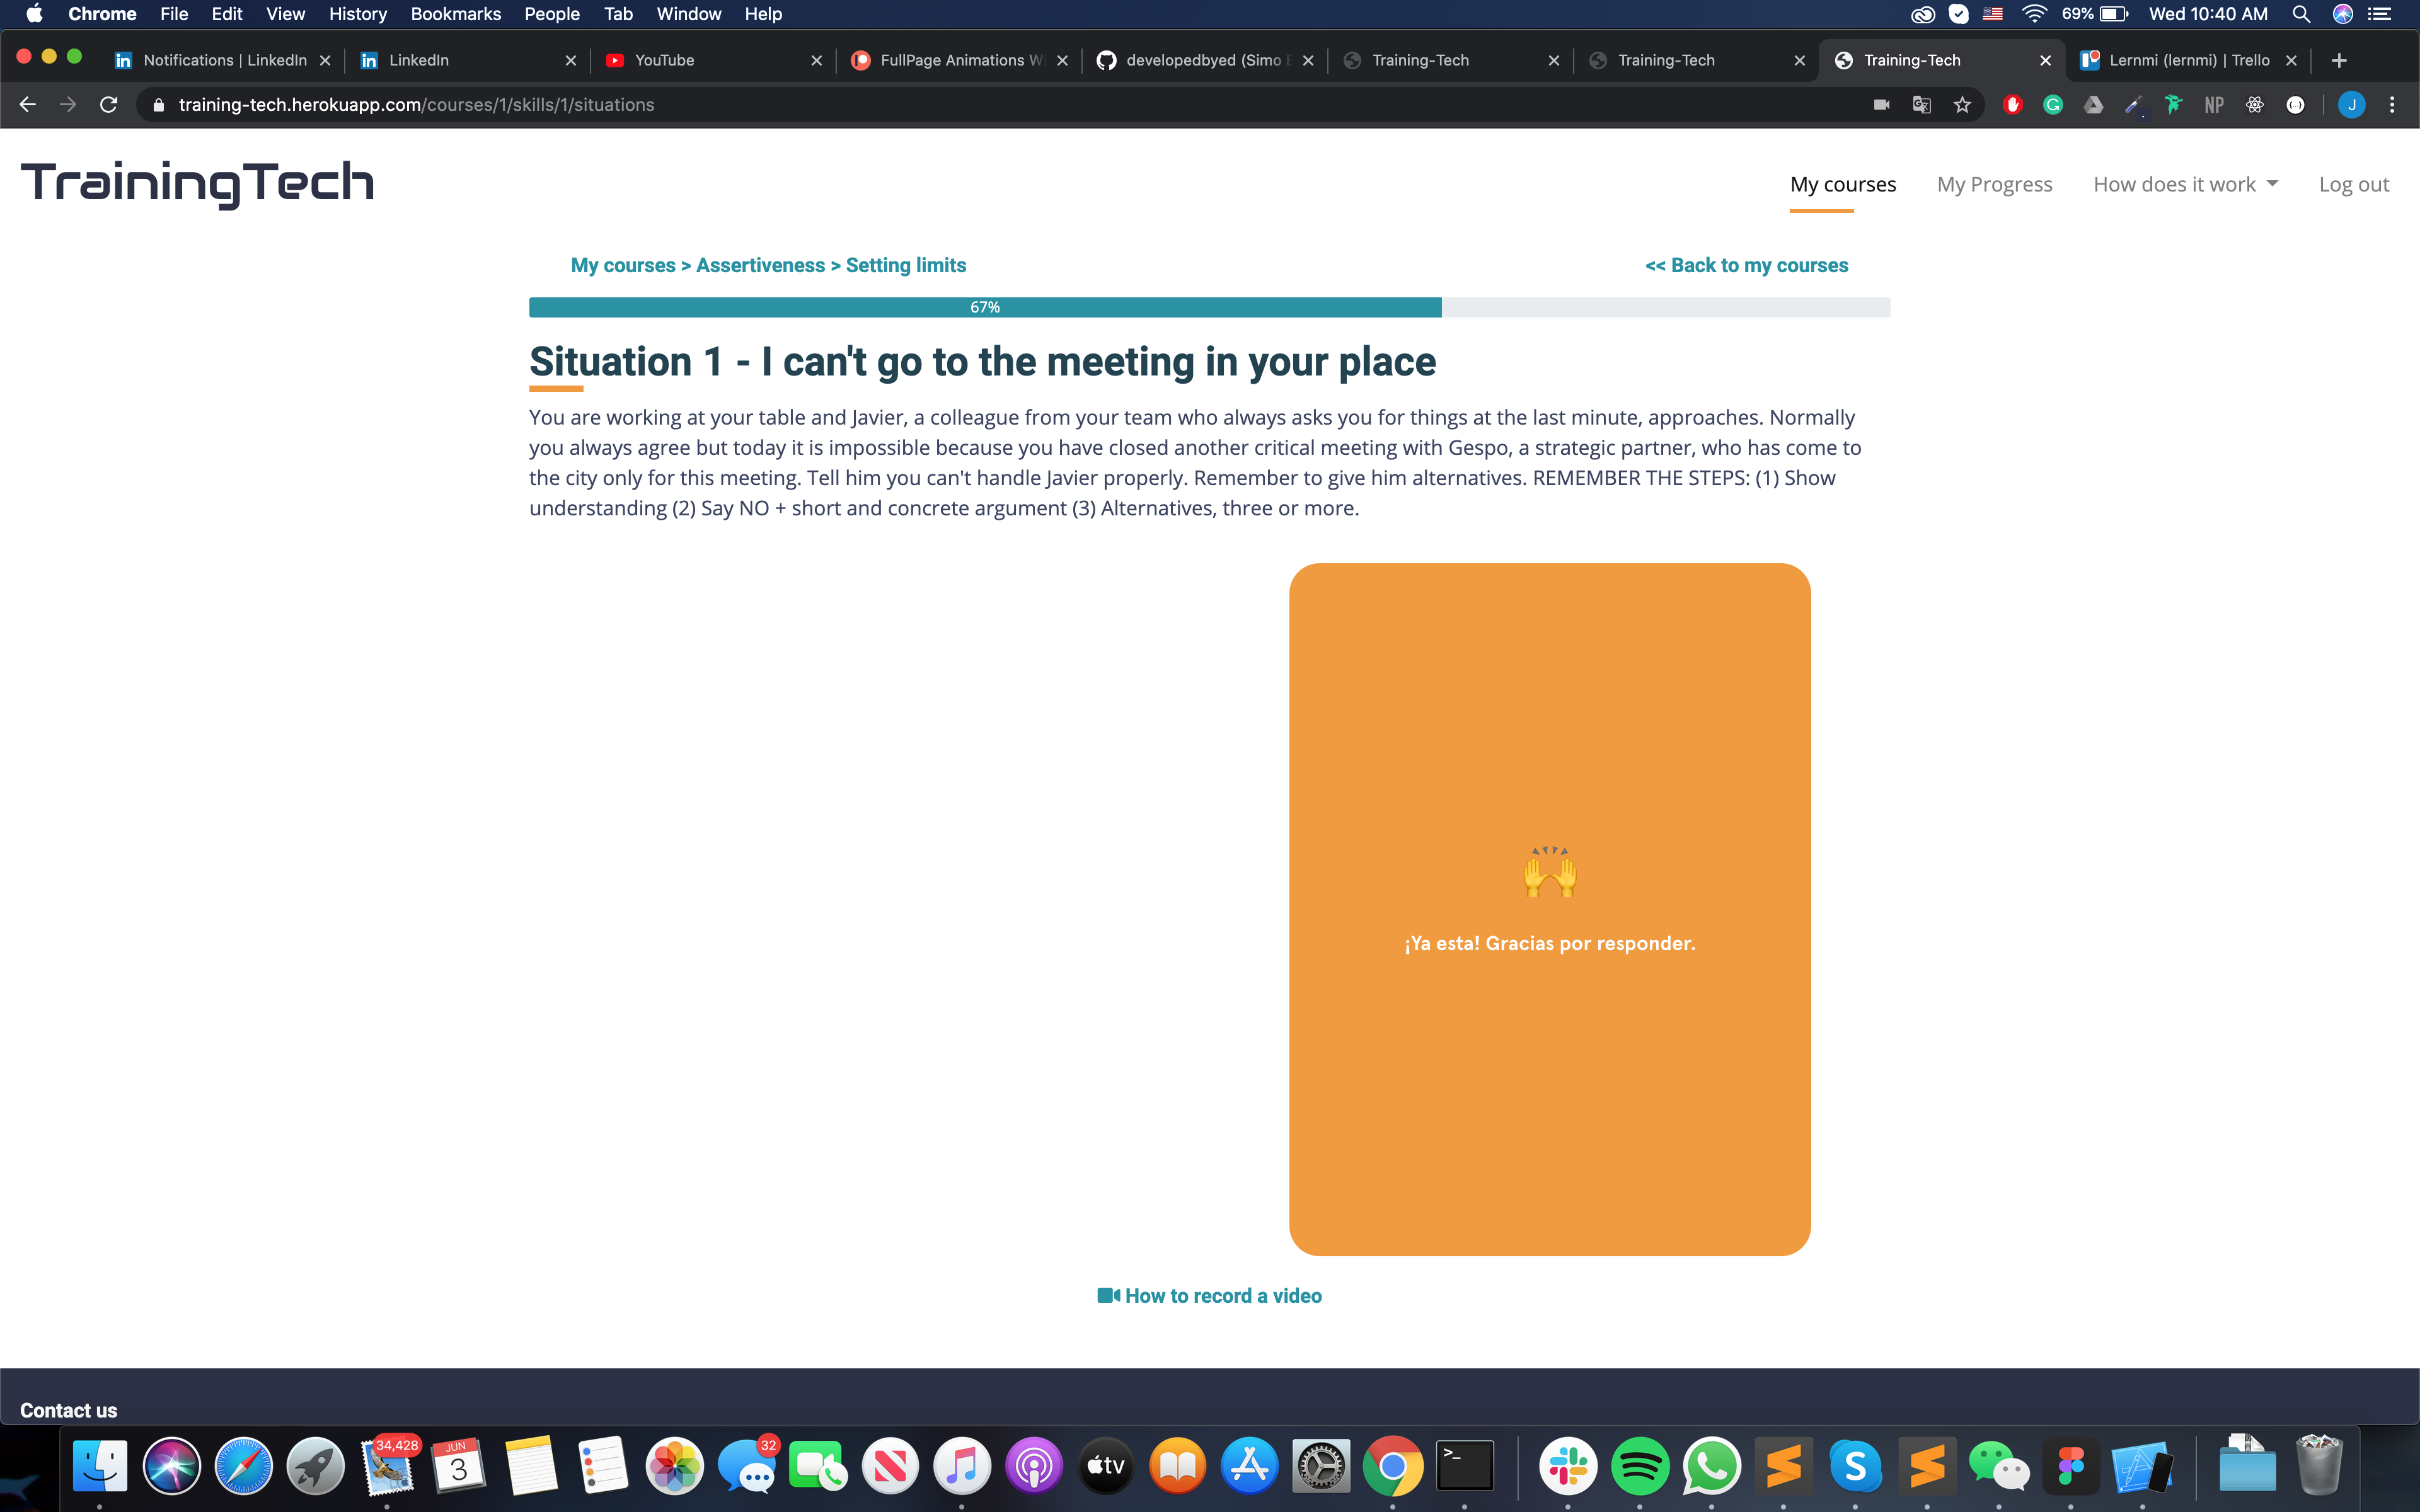 Chrome File Edit View History Bookmarks People Tab Window Help 69% Wed 10:40 AM
Notifications | LinkedIn LinkedIn YouTube FullPage Animations W developedbyed (Simo E Training-Tech Training-Tech Training-Tech Lernmi (lernmi) | Trello
training-tech.herokuapp.com/courses/1/skills/1/situations NP J
TrainingTech
My courses My Progress How does it work Log out
My courses > Assertiveness > Setting limits << Back to my courses
67%
Situation 1 - I can't go to the meeting in your place
You are working at your table and Javier, a colleague from your team who always asks you for things at the last minute, approaches. Normally
you always agree but today it is impossible because you have closed another critical meeting with Gespo, a strategic partner, who has come to
the city only for this meeting. Tell him you can't handle Javier properly. Remember to give him alternatives. REMEMBER THE STEPS: (1) Show
understanding (2) Say NO + short and concrete argument (3) Alternatives, three or more.
¡Ya esta! Gracias por responder.
How to record a video
Contact us
34,428 JUN 3 32 tv >_ S